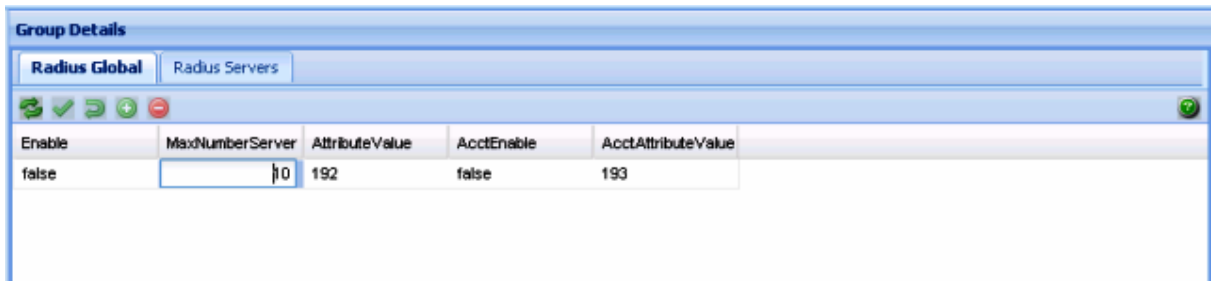 Group Details
Radius Global Radius Servers
Enable MaxNumberServer AttributeValue AcctEnable AcctAttributeValue
false 10 192 false 193